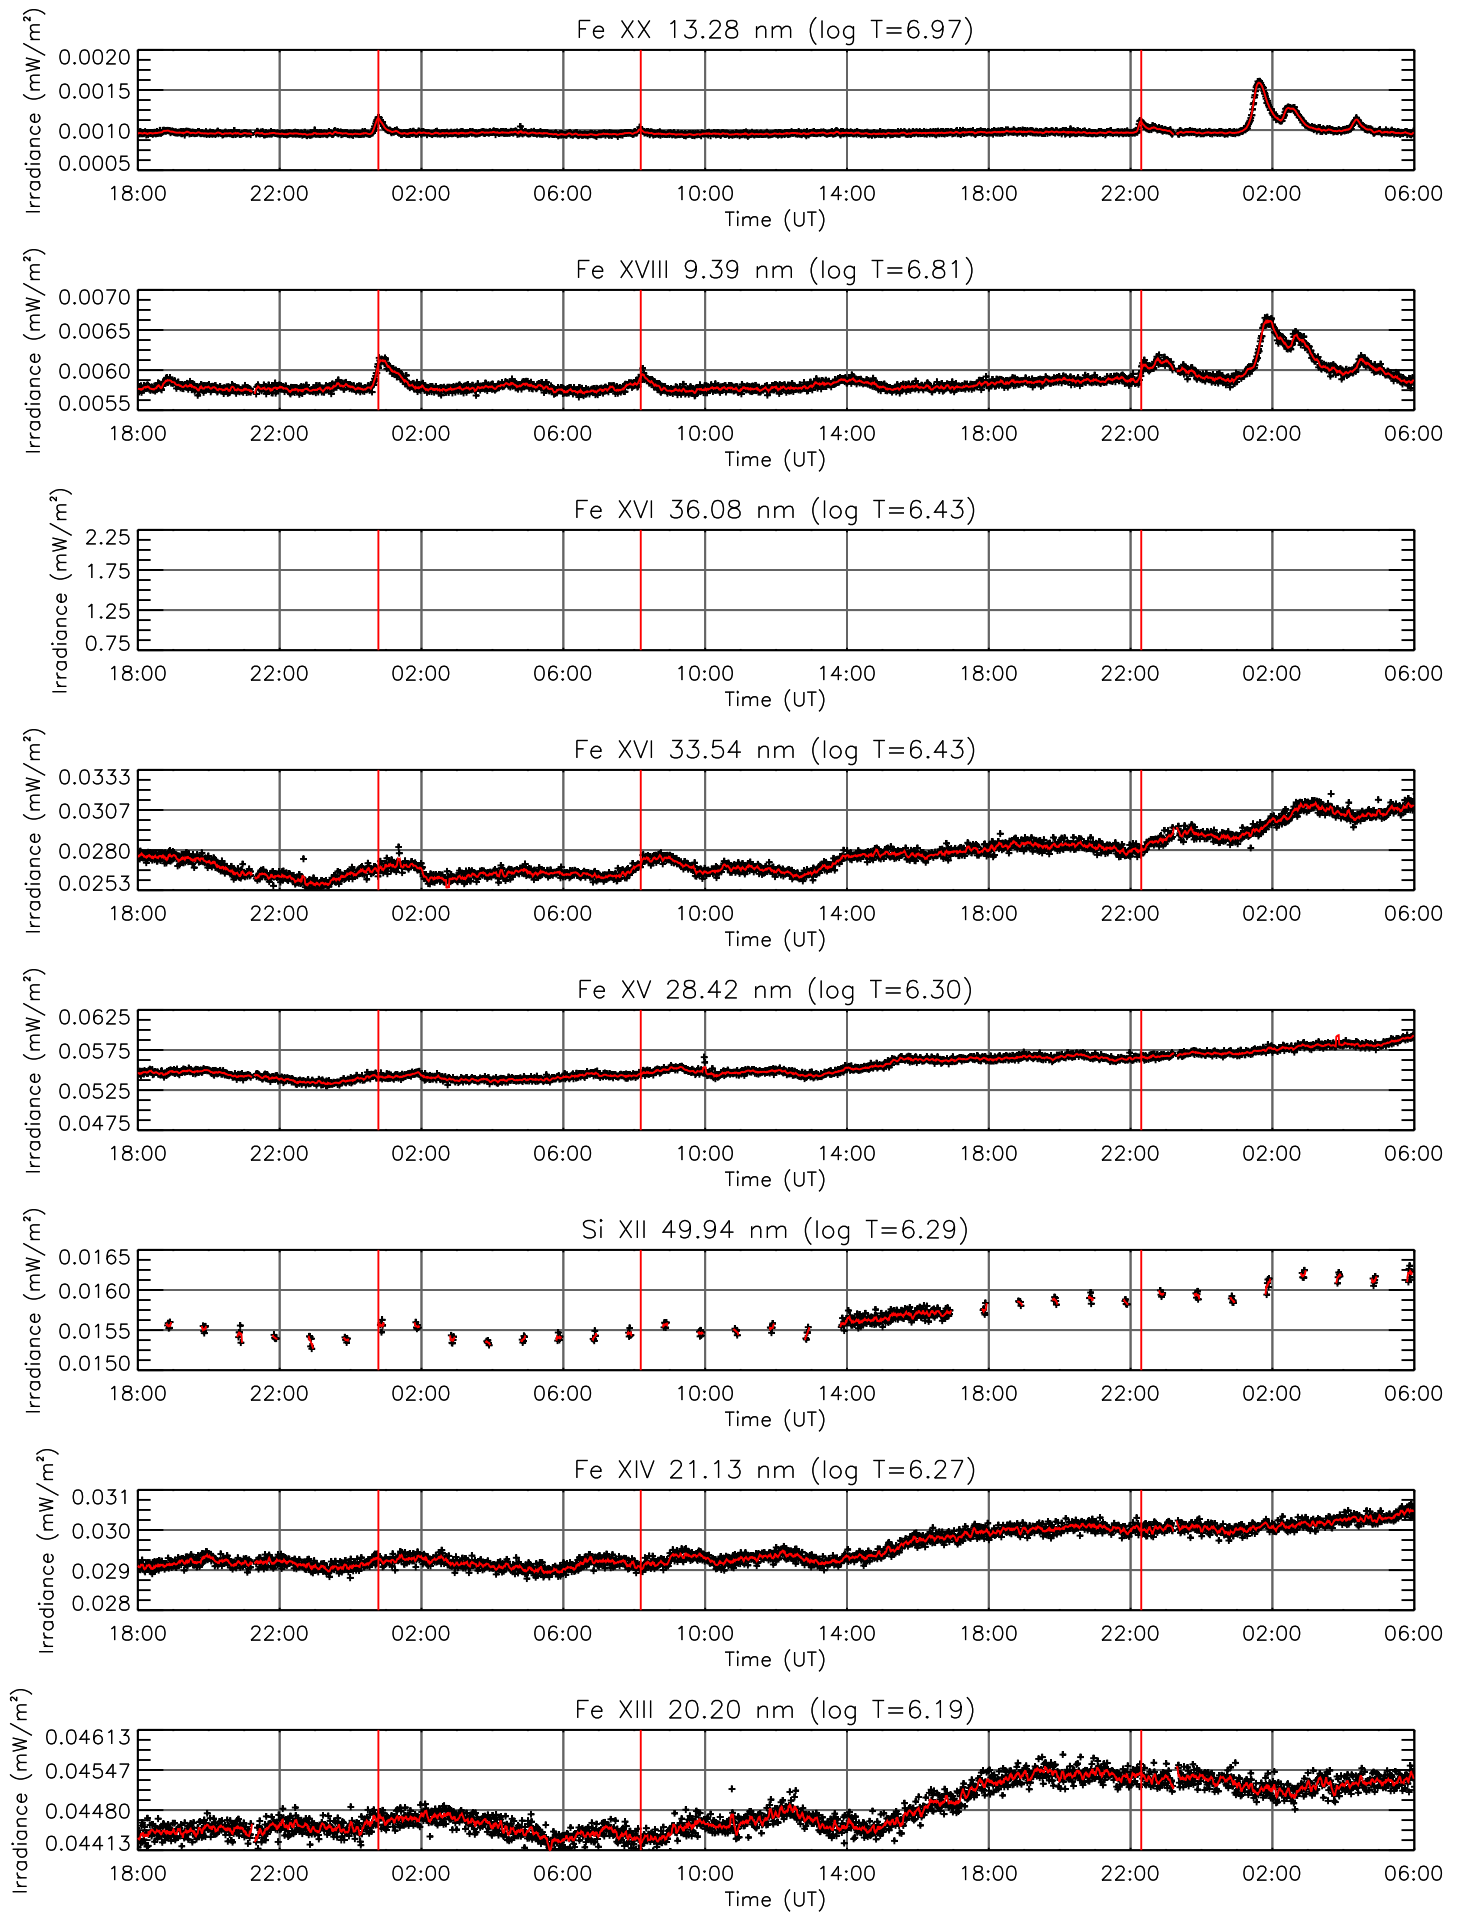 Fe XX 13.28 nm (log T=6.97)
Irradiance (mW/m²)
0.0020
0.0015
0.0010
0.0005
18:00 22:00 02:00 06:00 10:00 14:00 18:00 22:00 02:00 06:00
Time (UT)
Fe XVIII 9.39 nm (log T=6.81)
Irradiance (mW/m²)
0.0070
0.0065
0.0060
0.0055
18:00 22:00 02:00 06:00 10:00 14:00 18:00 22:00 02:00 06:00
Time (UT)
Fe XVI 36.08 nm (log T=6.43)
Irradiance (mW/m²)
2.25
1.75
1.25
0.75
18:00 22:00 02:00 06:00 10:00 14:00 18:00 22:00 02:00 06:00
Time (UT)
Fe XVI 33.54 nm (log T=6.43)
Irradiance (mW/m²)
0.0333
0.0307
0.0280
0.0253
18:00 22:00 02:00 06:00 10:00 14:00 18:00 22:00 02:00 06:00
Time (UT)
Fe XV 28.42 nm (log T=6.30)
Irradiance (mW/m²)
0.0625
0.0575
0.0525
0.0475
18:00 22:00 02:00 06:00 10:00 14:00 18:00 22:00 02:00 06:00
Time (UT)
Si XII 49.94 nm (log T=6.29)
Irradiance (mW/m²)
0.0165
0.0160
0.0155
0.0150
18:00 22:00 02:00 06:00 10:00 14:00 18:00 22:00 02:00 06:00
Time (UT)
Fe XIV 21.13 nm (log T=6.27)
Irradiance (mW/m²)
0.031
0.030
0.029
0.028
18:00 22:00 02:00 06:00 10:00 14:00 18:00 22:00 02:00 06:00
Time (UT)
Fe XIII 20.20 nm (log T=6.19)
Irradiance (mW/m²)
0.04613
0.04547
0.04480
0.04413
18:00 22:00 02:00 06:00 10:00 14:00 18:00 22:00 02:00 06:00
Time (UT)